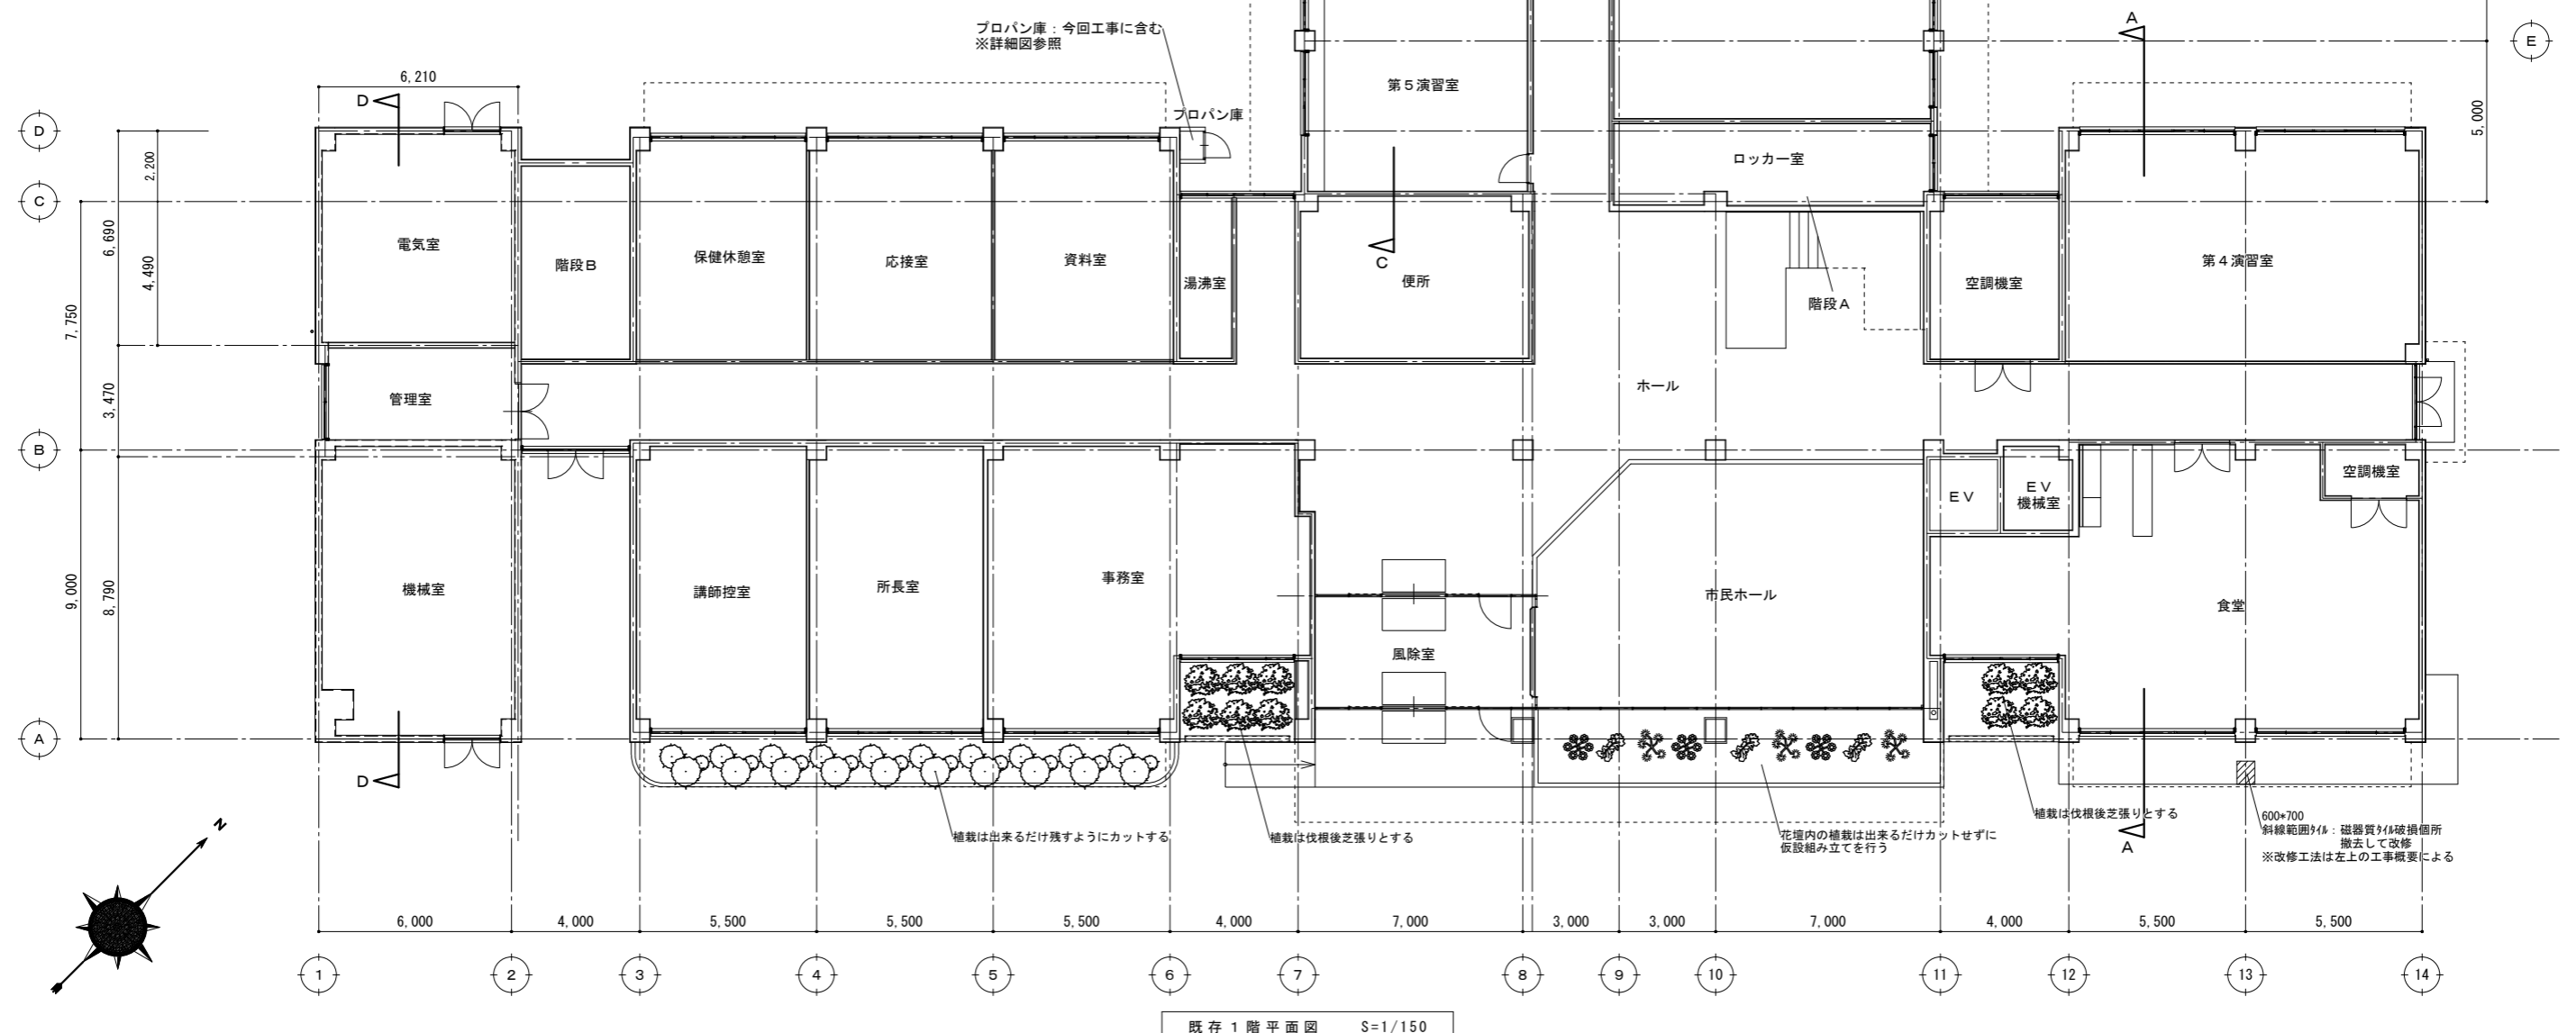 プロパン庫：今回工事に含む
※詳細図参照
A
E
6,210
第５演習室
D
D
プロパン庫
5,000
2,200
ロッカー室
C
6,690
4,490
7,750
電気室
階段Ｂ
保健休憩室
応接室
資料室
湯沸室
C
便所
階段Ａ
空調機室
第４演習室
3,470
管理室
ホール
B
9,000
8,790
機械室
講師控室
所長室
事務室
風除室
市民ホール
ＥＶ
ＥＶ
機械室
空調機室
食堂
A
D
植栽は出来るだけ残すようにカットする
植栽は伐根後芝張りとする
花壇内の植栽は出来るだけカットせずに
仮設組み立てを行う
植栽は伐根後芝張りとする
A
600*700
斜線範囲ﾀｲﾙ：磁器質ﾀｲﾙ破損個所
撤去して改修
※改修工法は左上の工事概要による
N
6,000
4,000
5,500
5,500
5,500
4,000
7,000
3,000
3,000
7,000
4,000
5,500
5,500
1
2
3
4
5
6
7
8
9
10
11
12
13
14
既存１階平面図 S=1/150